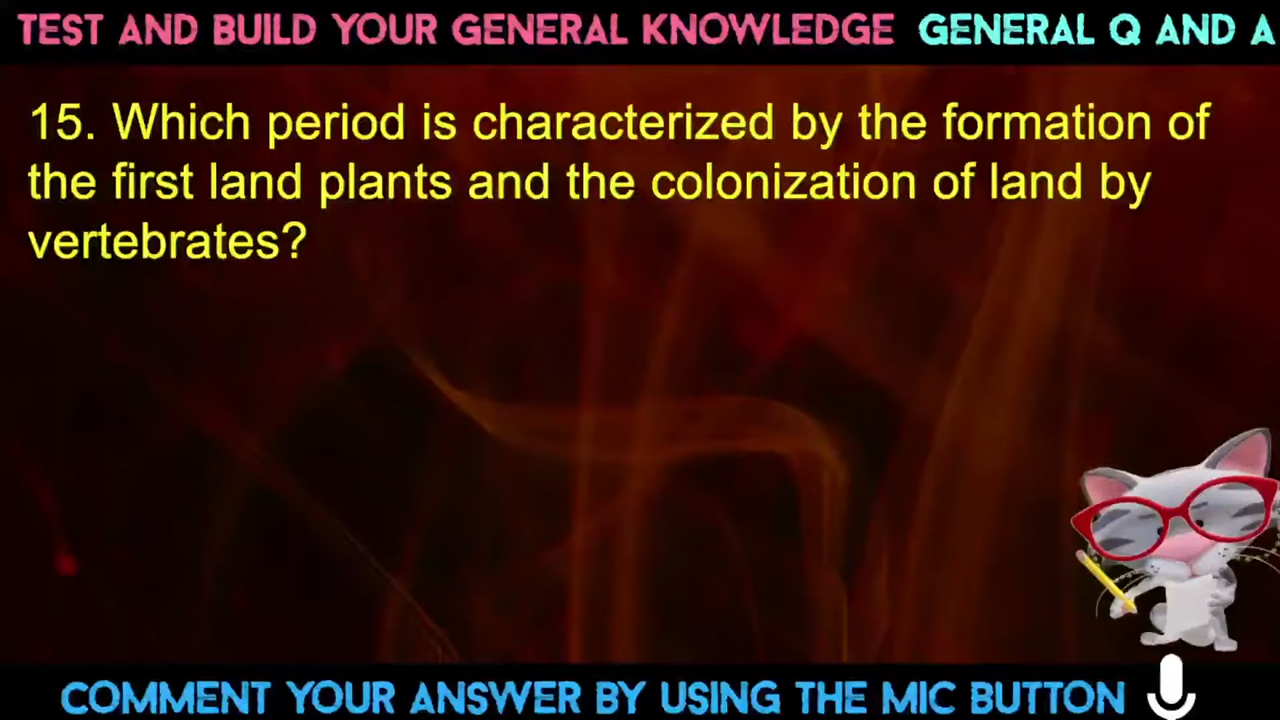 TEST AND BUILD YOUR GENERAL KNOWLEDGE GENERAL Q AND A
15. Which period is characterized by the formation of
the first land plants and the colonization of land by
vertebrates?
COMMENT YOUR ANSWER BY USING THE MIC BUTTON